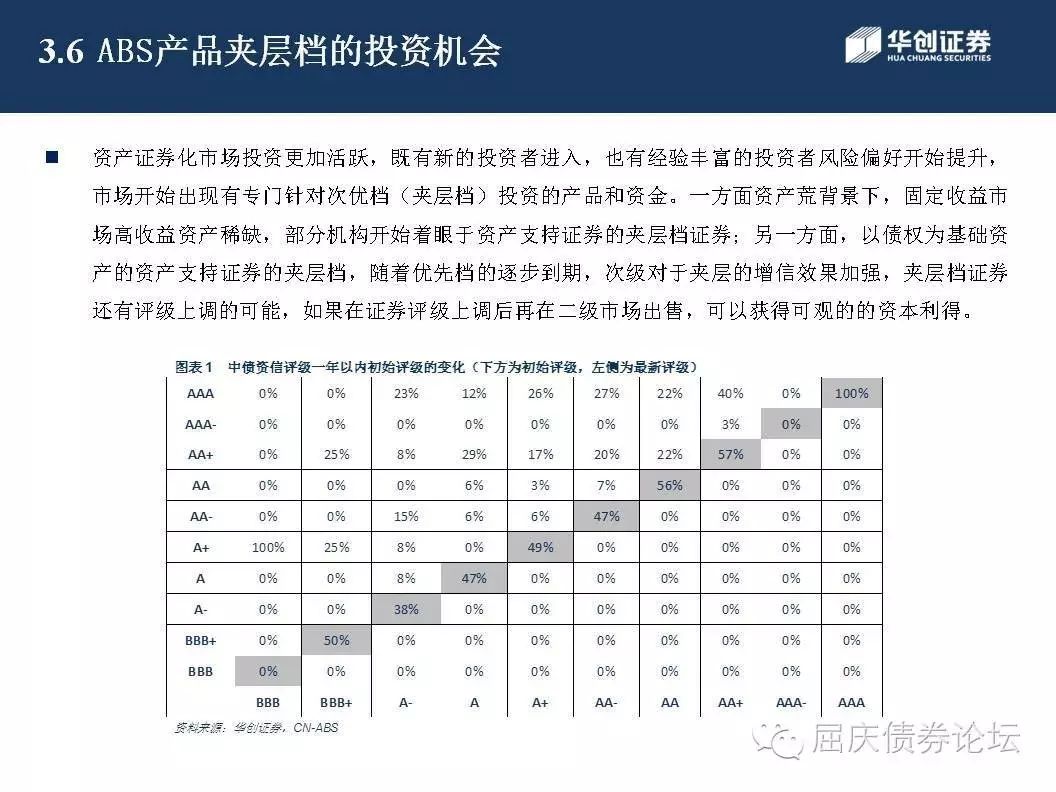 3.6 ABS产品夹层档的投资机会
华创证券
HUA CHUANG SECURITIES
资产证券化市场投资更加活跃，既有新的投资者进入，也有经验丰富的投资者风险偏好开始提升，
市场开始出现有专门针对次优档（夹层档）投资的产品和资金。一方面资产荒背景下，固定收益市
场高收益资产稀缺，部分机构开始着眼于资产支持证券的夹层档证券；另一方面，以债权为基础资
产的资产支持证券的夹层档，随着优先档的逐步到期，次级对于夹层的增信效果加强，夹层档证券
还有评级上调的可能，如果在证券评级上调后再在二级市场出售，可以获得可观的的资本利得。
图表1 中债资信评级一年以内初始评级的变化（下方为初始评级，左侧为最新评级）
AAA 0% 0% 23% 12% 26% 27% 22% 40% 0% 100%
AAA- 0% 0% 0% 0% 0% 0% 0% 3% 0% 0%
AA+ 0% 25% 8% 29% 17% 20% 22% 57% 0% 0%
AA 0% 0% 0% 6% 3% 7% 56% 0% 0% 0%
AA- 0% 0% 15% 6% 6% 47% 0% 0% 0% 0%
A+ 100% 25% 8% 0% 49% 0% 0% 0% 0% 0%
A 0% 0% 8% 47% 0% 0% 0% 0% 0% 0%
A- 0% 0% 38% 0% 0% 0% 0% 0% 0% 0%
BBB+ 0% 50% 0% 0% 0% 0% 0% 0% 0% 0%
BBB 0% 0% 0% 0% 0% 0% 0% 0% 0% 0%
BBB BBB+ A- A A+ AA- AA AA+ AAA- AAA
资料来源：华创证券，CN-ABS
屈庆债券论坛